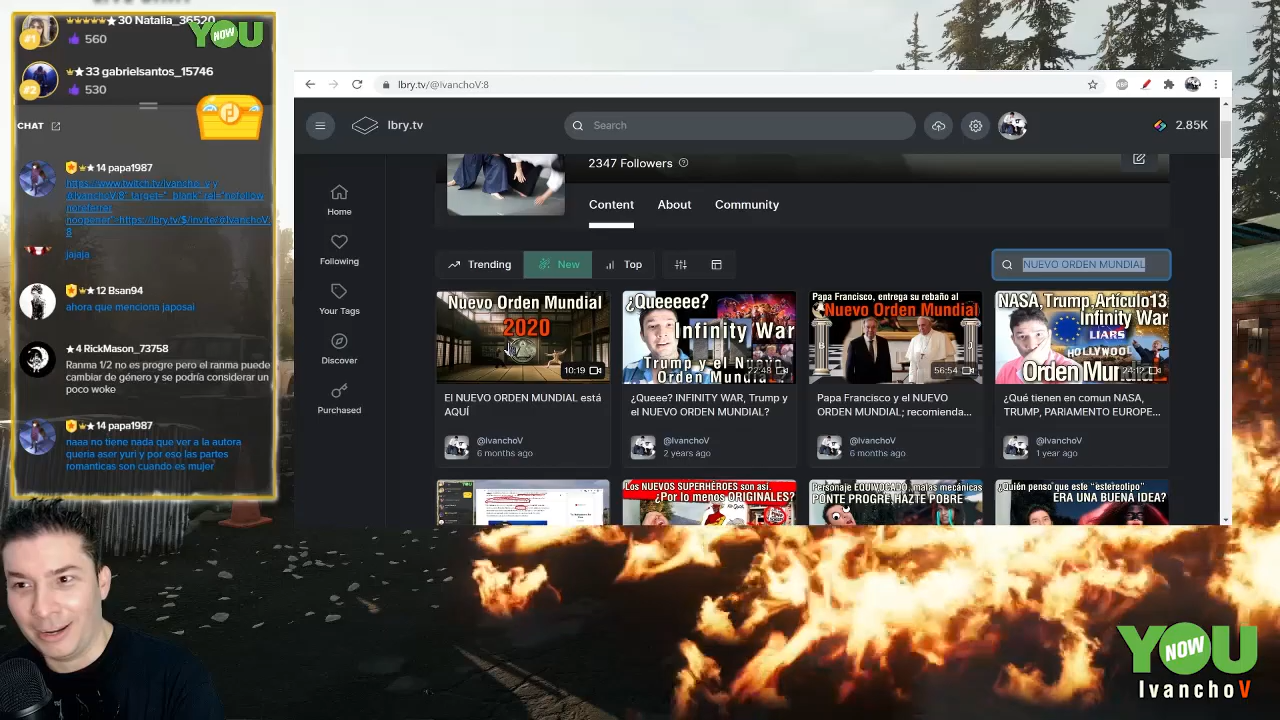 #1
★30 Natalia_36520
560
YOU
NOW
#2
★33 gabrielsantos_15746
530
CHAT
★14 papa1987
jajaja
★12 Bsan94
ahora que menciona japosai
★4 RickMason_73758
Ranma 1/2 no es progre pero el ranma puede
cambiar de género y se podría considerar un
poco woke
★14 papa1987
naaa no tiene nada que ver a la autora
queria aser yuri y por eso las partes
romanticas son cuando es mujer
lbry.tv/@IvanchoV:8
lbry.tv
Search
2.85K
2347 Followers
Content
About
Community
Home
Following
Your Tags
Discover
Purchased
Trending
New
Top
NUEVO ORDEN MUNDIAL
Nuevo Orden Mundial
2020
10:19
El NUEVO ORDEN MUNDIAL está
AQUÍ
@IvanchoV
6 months ago
¿Queeeee?
Infinity War
Trump y el Nuevo
Orden Mundial
¿Queee? INFINITY WAR, Trump y
el NUEVO ORDEN MUNDIAL?
@IvanchoV
2 years ago
Papa Francisco, entrega su rebaño al
Nuevo Orden Mundial
56:54
Papa Francisco y el NUEVO
ORDEN MUNDIAL; recomienda...
@IvanchoV
6 months ago
NASA, Trump, Artículo13
Infinity War
LIARS
HOLLYWOOD
24:12
¿Qué tienen en comun NASA,
TRUMP, PARIAMENTO EUROPE...
@IvanchoV
1 year ago
Los NUEVOS SUPERHÉROES son asi.
¿Por lo menos ORIGINALES?
PONTE PROGRE, HAZTE POBRE
¿Quién penso que este "estereotipo"
ERA UNA BUENA IDEA?
YOU
NOW
IvanchoV